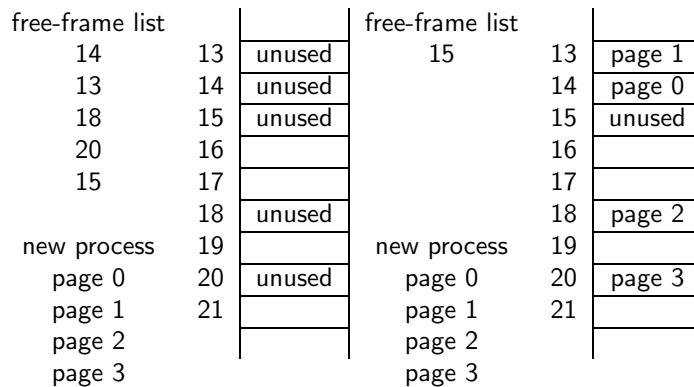 free-frame list
14 13 unused
13 14 unused
18 15 unused
20 16
15 17
18 unused
new process 19
page 0 20 unused
page 1 21
page 2
page 3
free-frame list
15 13 page 1
14 page 0
15 unused
16
17
18 page 2
new process 19
page 0 20 page 3
page 1 21
page 2
page 3